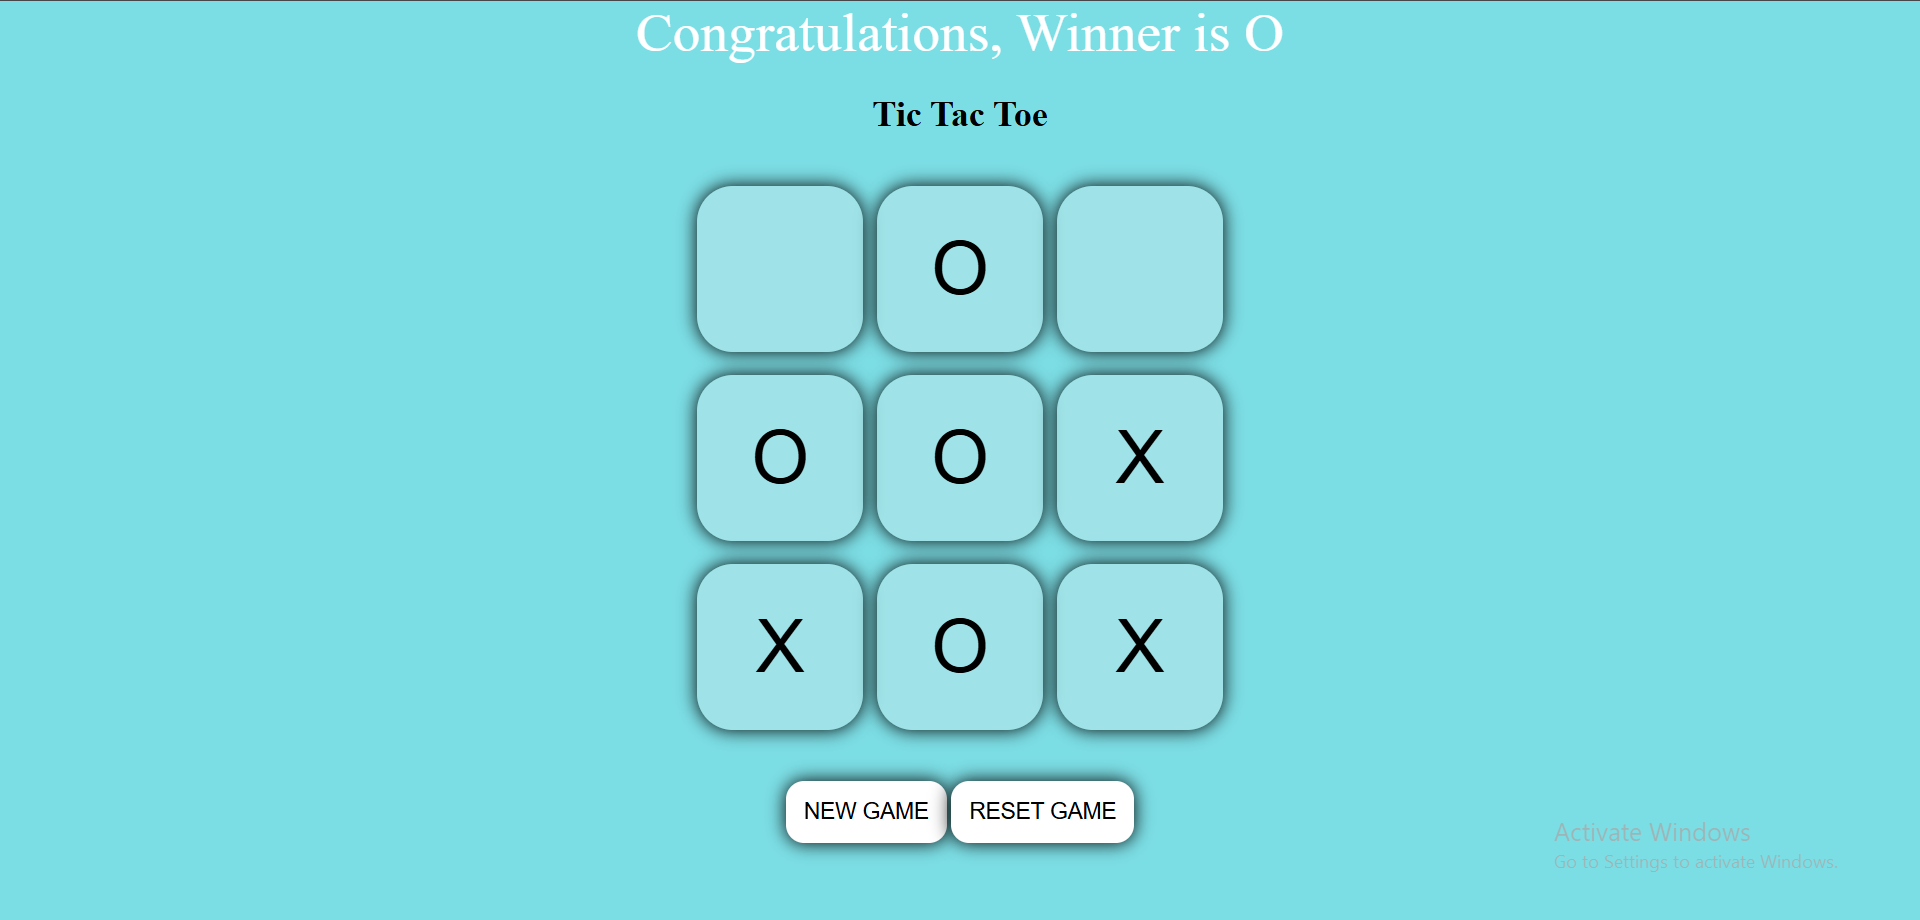 Congratulations, Winner is O
Tic Tac Toe
O
O O X
X O X
NEW GAME RESET GAME
Activate Windows
Go to Settings to activate Windows.